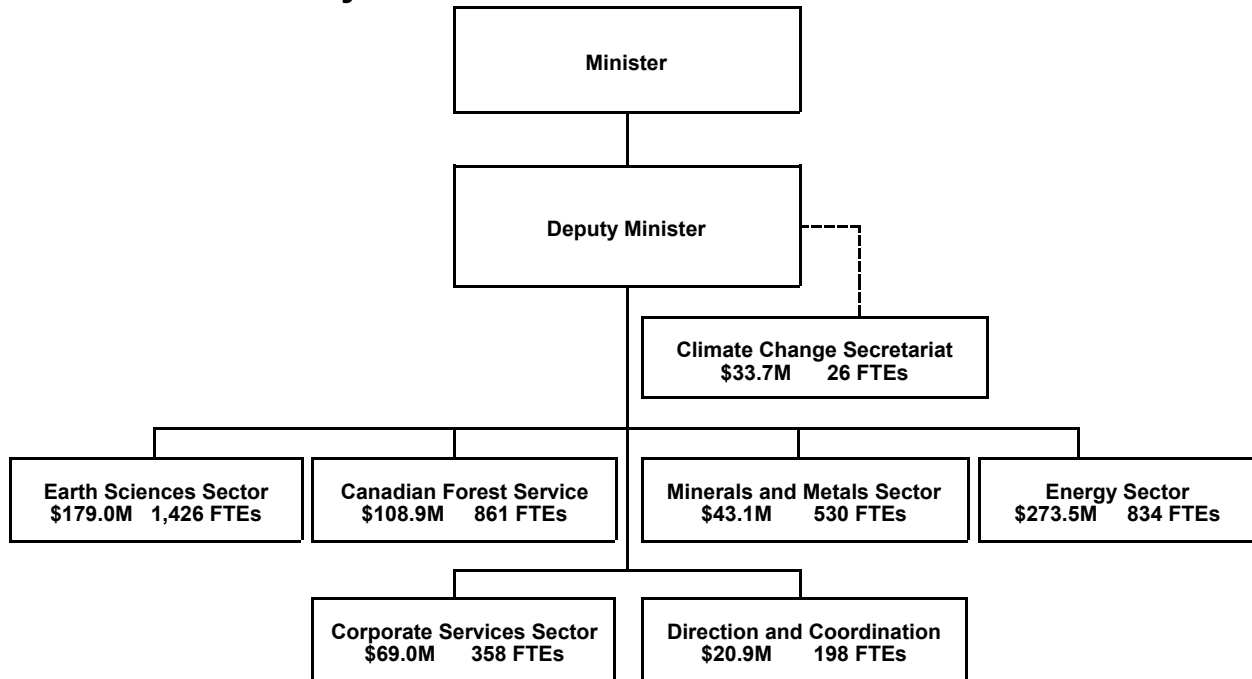 Minister
Deputy Minister
Climate Change Secretariat
$33.7M 26 FTEs
Earth Sciences Sector
$179.0M 1,426 FTEs
Canadian Forest Service
$108.9M 861 FTEs
Minerals and Metals Sector
$43.1M 530 FTEs
Energy Sector
$273.5M 834 FTEs
Corporate Services Sector
$69.0M 358 FTEs
Direction and Coordination
$20.9M 198 FTEs